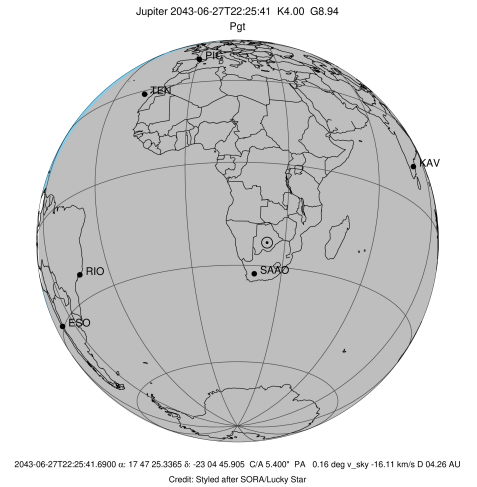 Jupiter 2043-06-27T22:25:41 K4.00 G8.94
Pgt
PIC
TEN
KAV
SAAO
RIO
ESO
2043-06-27T22:25:41.6900 α: 17 47 25.3365 δ: -23 04 45.905 C/A 5.400" PA 0.16 deg v_sky -16.11 km/s D 04.26 AU
Credit: Styled after SORA/Lucky Star